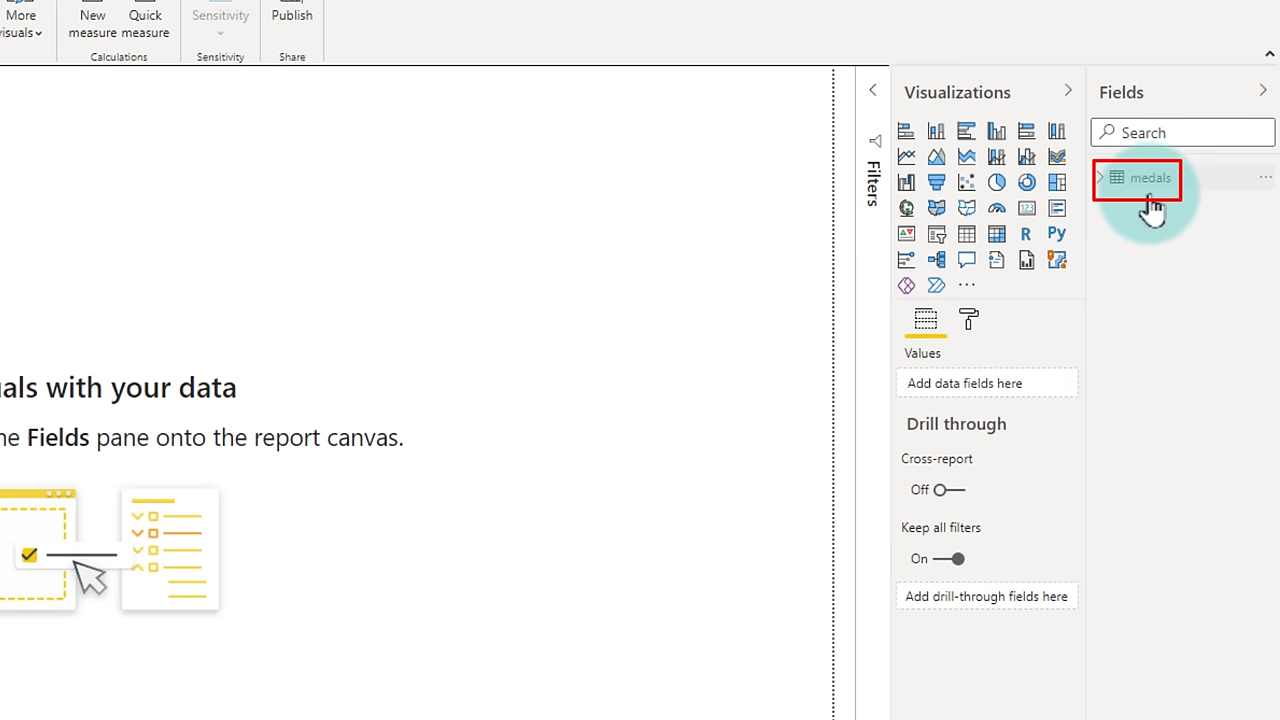 More
visuals
New
measure
Quick
measure
Sensitivity
Publish
Calculations
Sensitivity
Share
Filters
Visualizations
R
Py
Values
Add data fields here
Drill through
Cross-report
Off
Keep all filters
On
Add drill-through fields here
Fields
Search
medals
uals with your data
he Fields pane onto the report canvas.